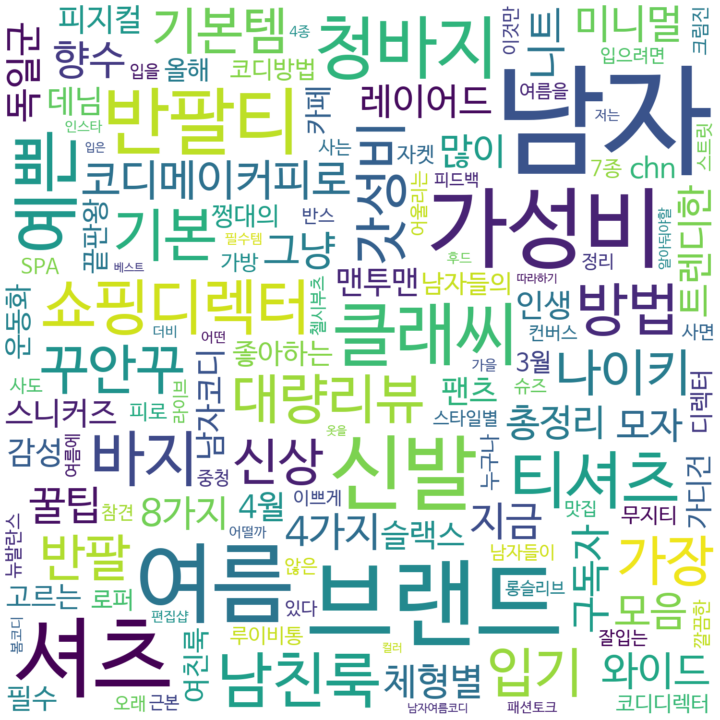 피지컬
기본템
4종
청바지
이것만
니트
미니멀
크림진
독일군
향수
입을
올해
코디방법
입으려면
남자
데님
반팔티
카페
레이어드
여름을
저는
스트릿
인스타
입은
사는
자켓
많이
7종
chn
예쁜
코디메이커피로
갓성비
피드백
어울리는
가성비
알아둬야할
트렌디한
끝판왕
기본
쩡대의
반스
필수템
그냥
후드
정리
SPA
베스트
가방
맨투맨
남자들의
따라하기
인생
방법
운동화
쇼핑디렉터
첼시부츠
클래씨
컨버스
사면
더비
어떤
꾸안꾸
좋아하는
가을
3월
나이키
사도
라이브
대량리뷰
팬츠
슈즈
디렉터
스니커즈
피로
남자코디
옷을
스타일별
총정리
모자
감성
여름에
바지
중청
신상
신발
누구나
가디건
꿀팁
참견
8가지
4월
이쁘게
티셔츠
맛집
무지티
뉴발란스
반팔
어떨까
4가지
슬랙스
지금
구독자
가장
고르는
로퍼
여름
않은
남자들이
롱슬리브
브랜드
모음
깔끔한
봄코디
편집샵
있다
잘입는
셔츠
여친룩
루이비통
컬러
체형별
입기
와이드
필수
오래
근본
남친룩
남자여름코디
패션토크
코디디렉터